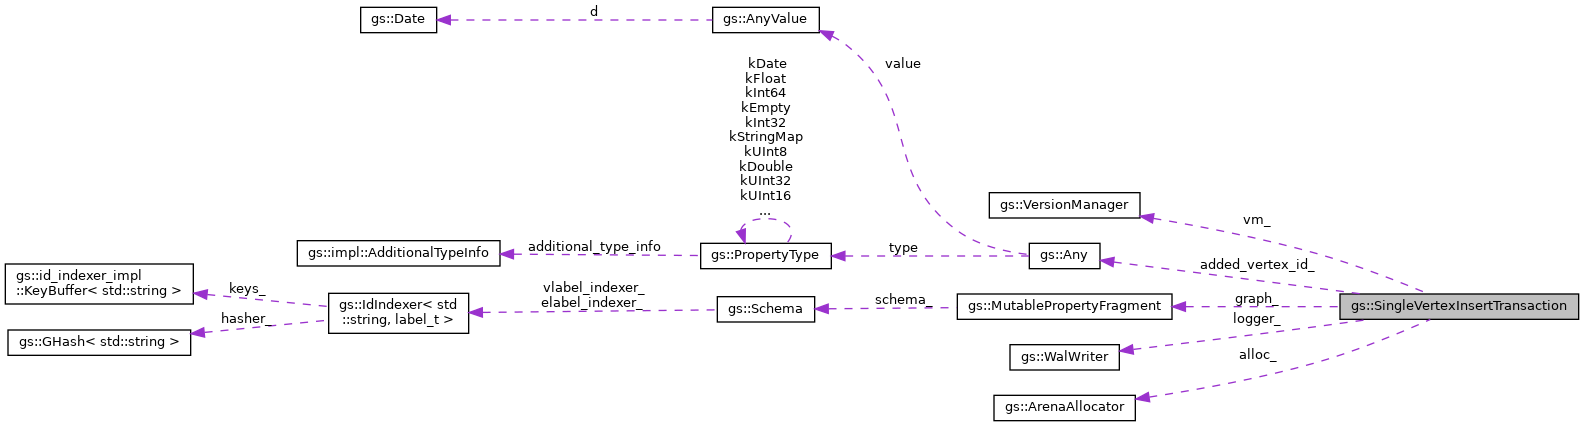 gs::Date
d
gs::AnyValue
value
kDate
kFloat
kInt64
kEmpty
kInt32
kStringMap
kUInt8
kDouble
kUInt32
kUInt16
...
gs::VersionManager
vm_
gs::impl::AdditionalTypeInfo
additional_type_info
gs::PropertyType
type
gs::Any
added_vertex_id_
gs::id_indexer_impl
::KeyBuffer< std::string >
keys_
gs::IdIndexer< std
::string, label_t >
vlabel_indexer_
elabel_indexer_
gs::Schema
schema_
gs::MutablePropertyFragment
graph_
gs::SingleVertexInsertTransaction
hasher_
gs::GHash< std::string >
logger_
gs::WalWriter
alloc_
gs::ArenaAllocator